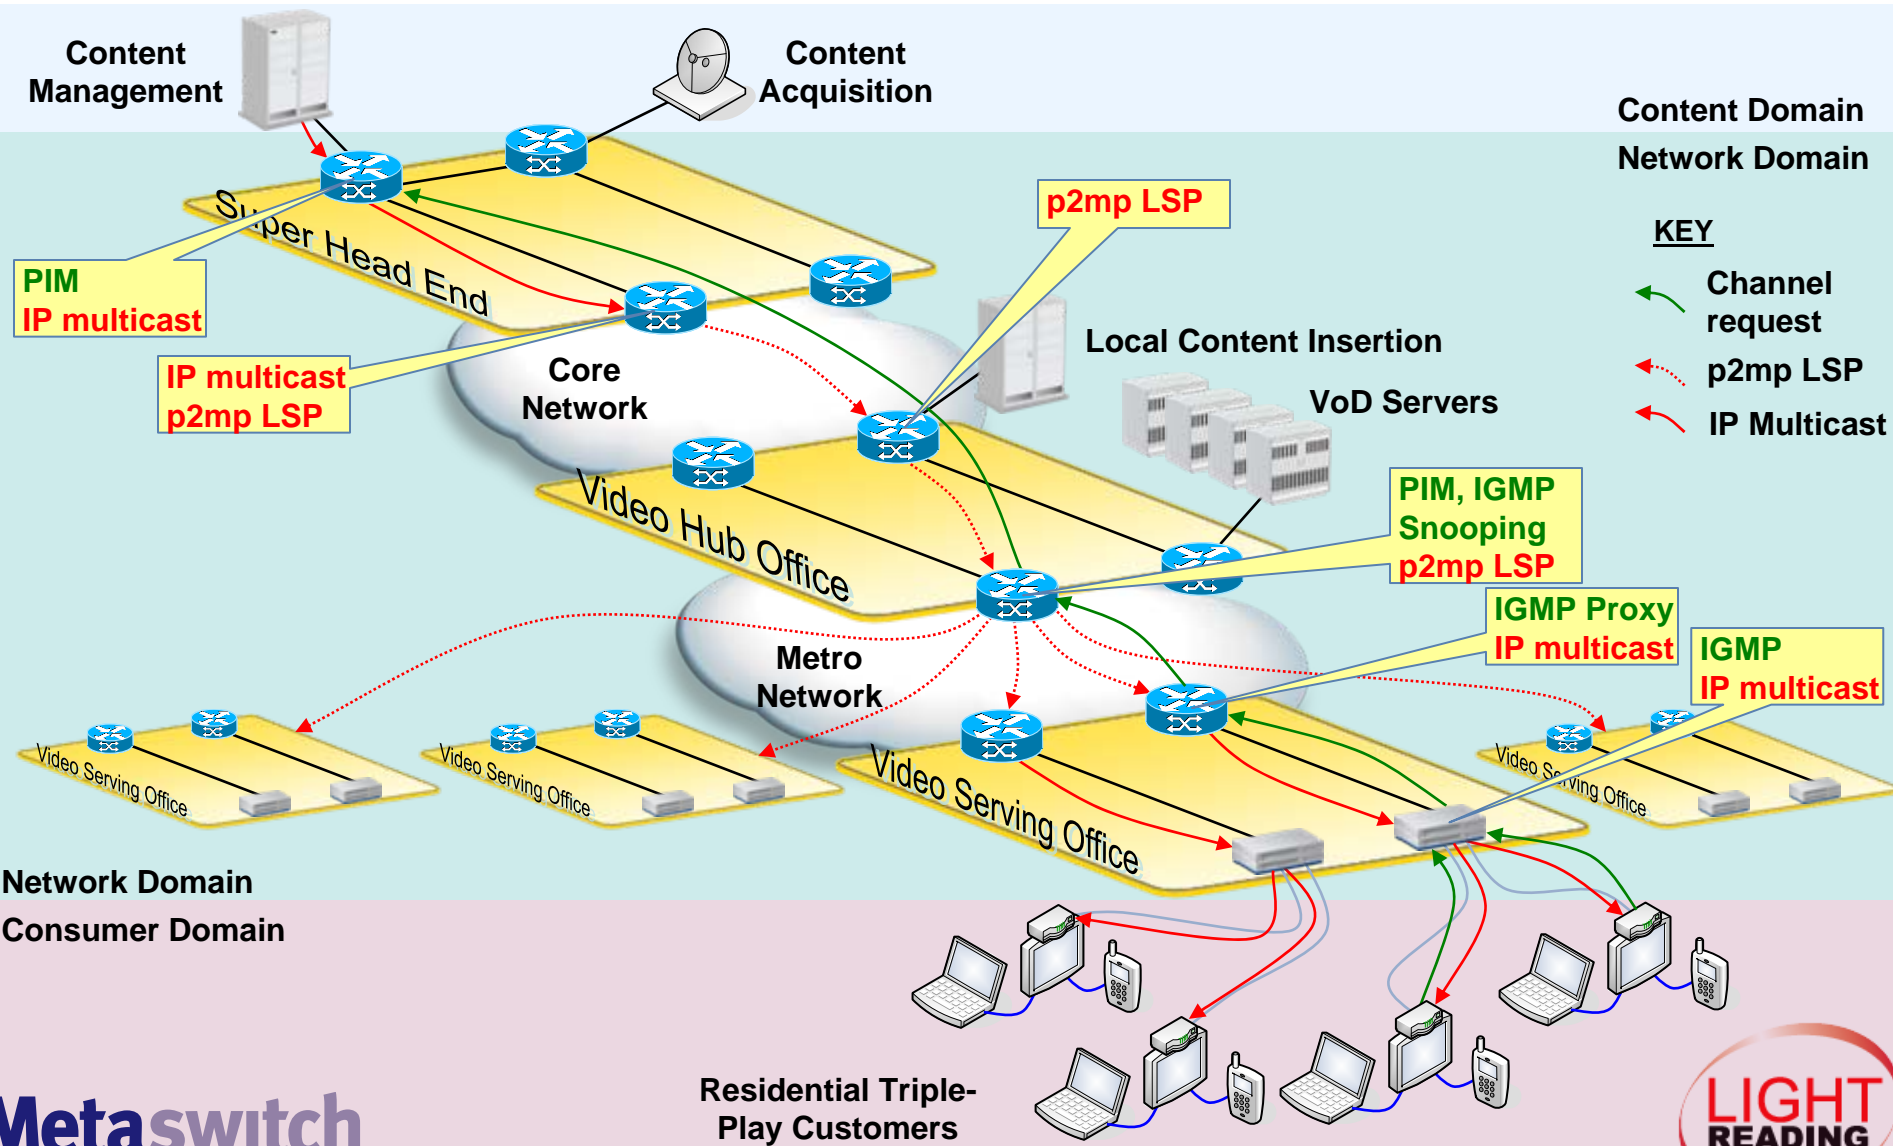 Content
Management
Content
Acquisition
Content Domain
Network Domain
p2mp LSP
KEY
Channel
request
p2mp LSP
IP Multicast
Super Head End
PIM
IP multicast
IP multicast
p2mp LSP
Core
Network
Local Content Insertion
VoD Servers
Video Hub Office
PIM, IGMP
Snooping
p2mp LSP
IGMP Proxy
IP multicast
IGMP
IP multicast
Metro
Network
Video Serving Office
Video Serving Office
Video Serving Office
Video Serving Office
Network Domain
Consumer Domain
Residential Triple-
Play Customers
Metaswitch
LIGHT
READING